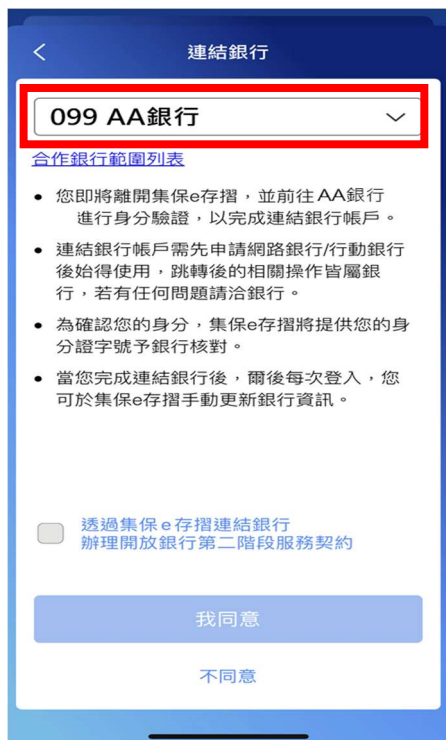 連結銀行
099 AA銀行
合作銀行範圍列表
• 您即將離開集保e存摺，並前往AA銀行
進行身分驗證，以完成連結銀行帳戶。
• 連結銀行帳戶需先申請網路銀行/行動銀行
後始得使用，跳轉後的相關操作皆屬銀
行，若有任何問題請洽銀行。
• 為確認您的身分，集保e存摺將提供您的身
分證字號予銀行核對。
• 當您完成連結銀行後，爾後每次登入，您
可於集保e存摺手動更新銀行資訊。
透過集保e存摺連結銀行
辦理開放銀行第二階段服務契約
我同意
不同意